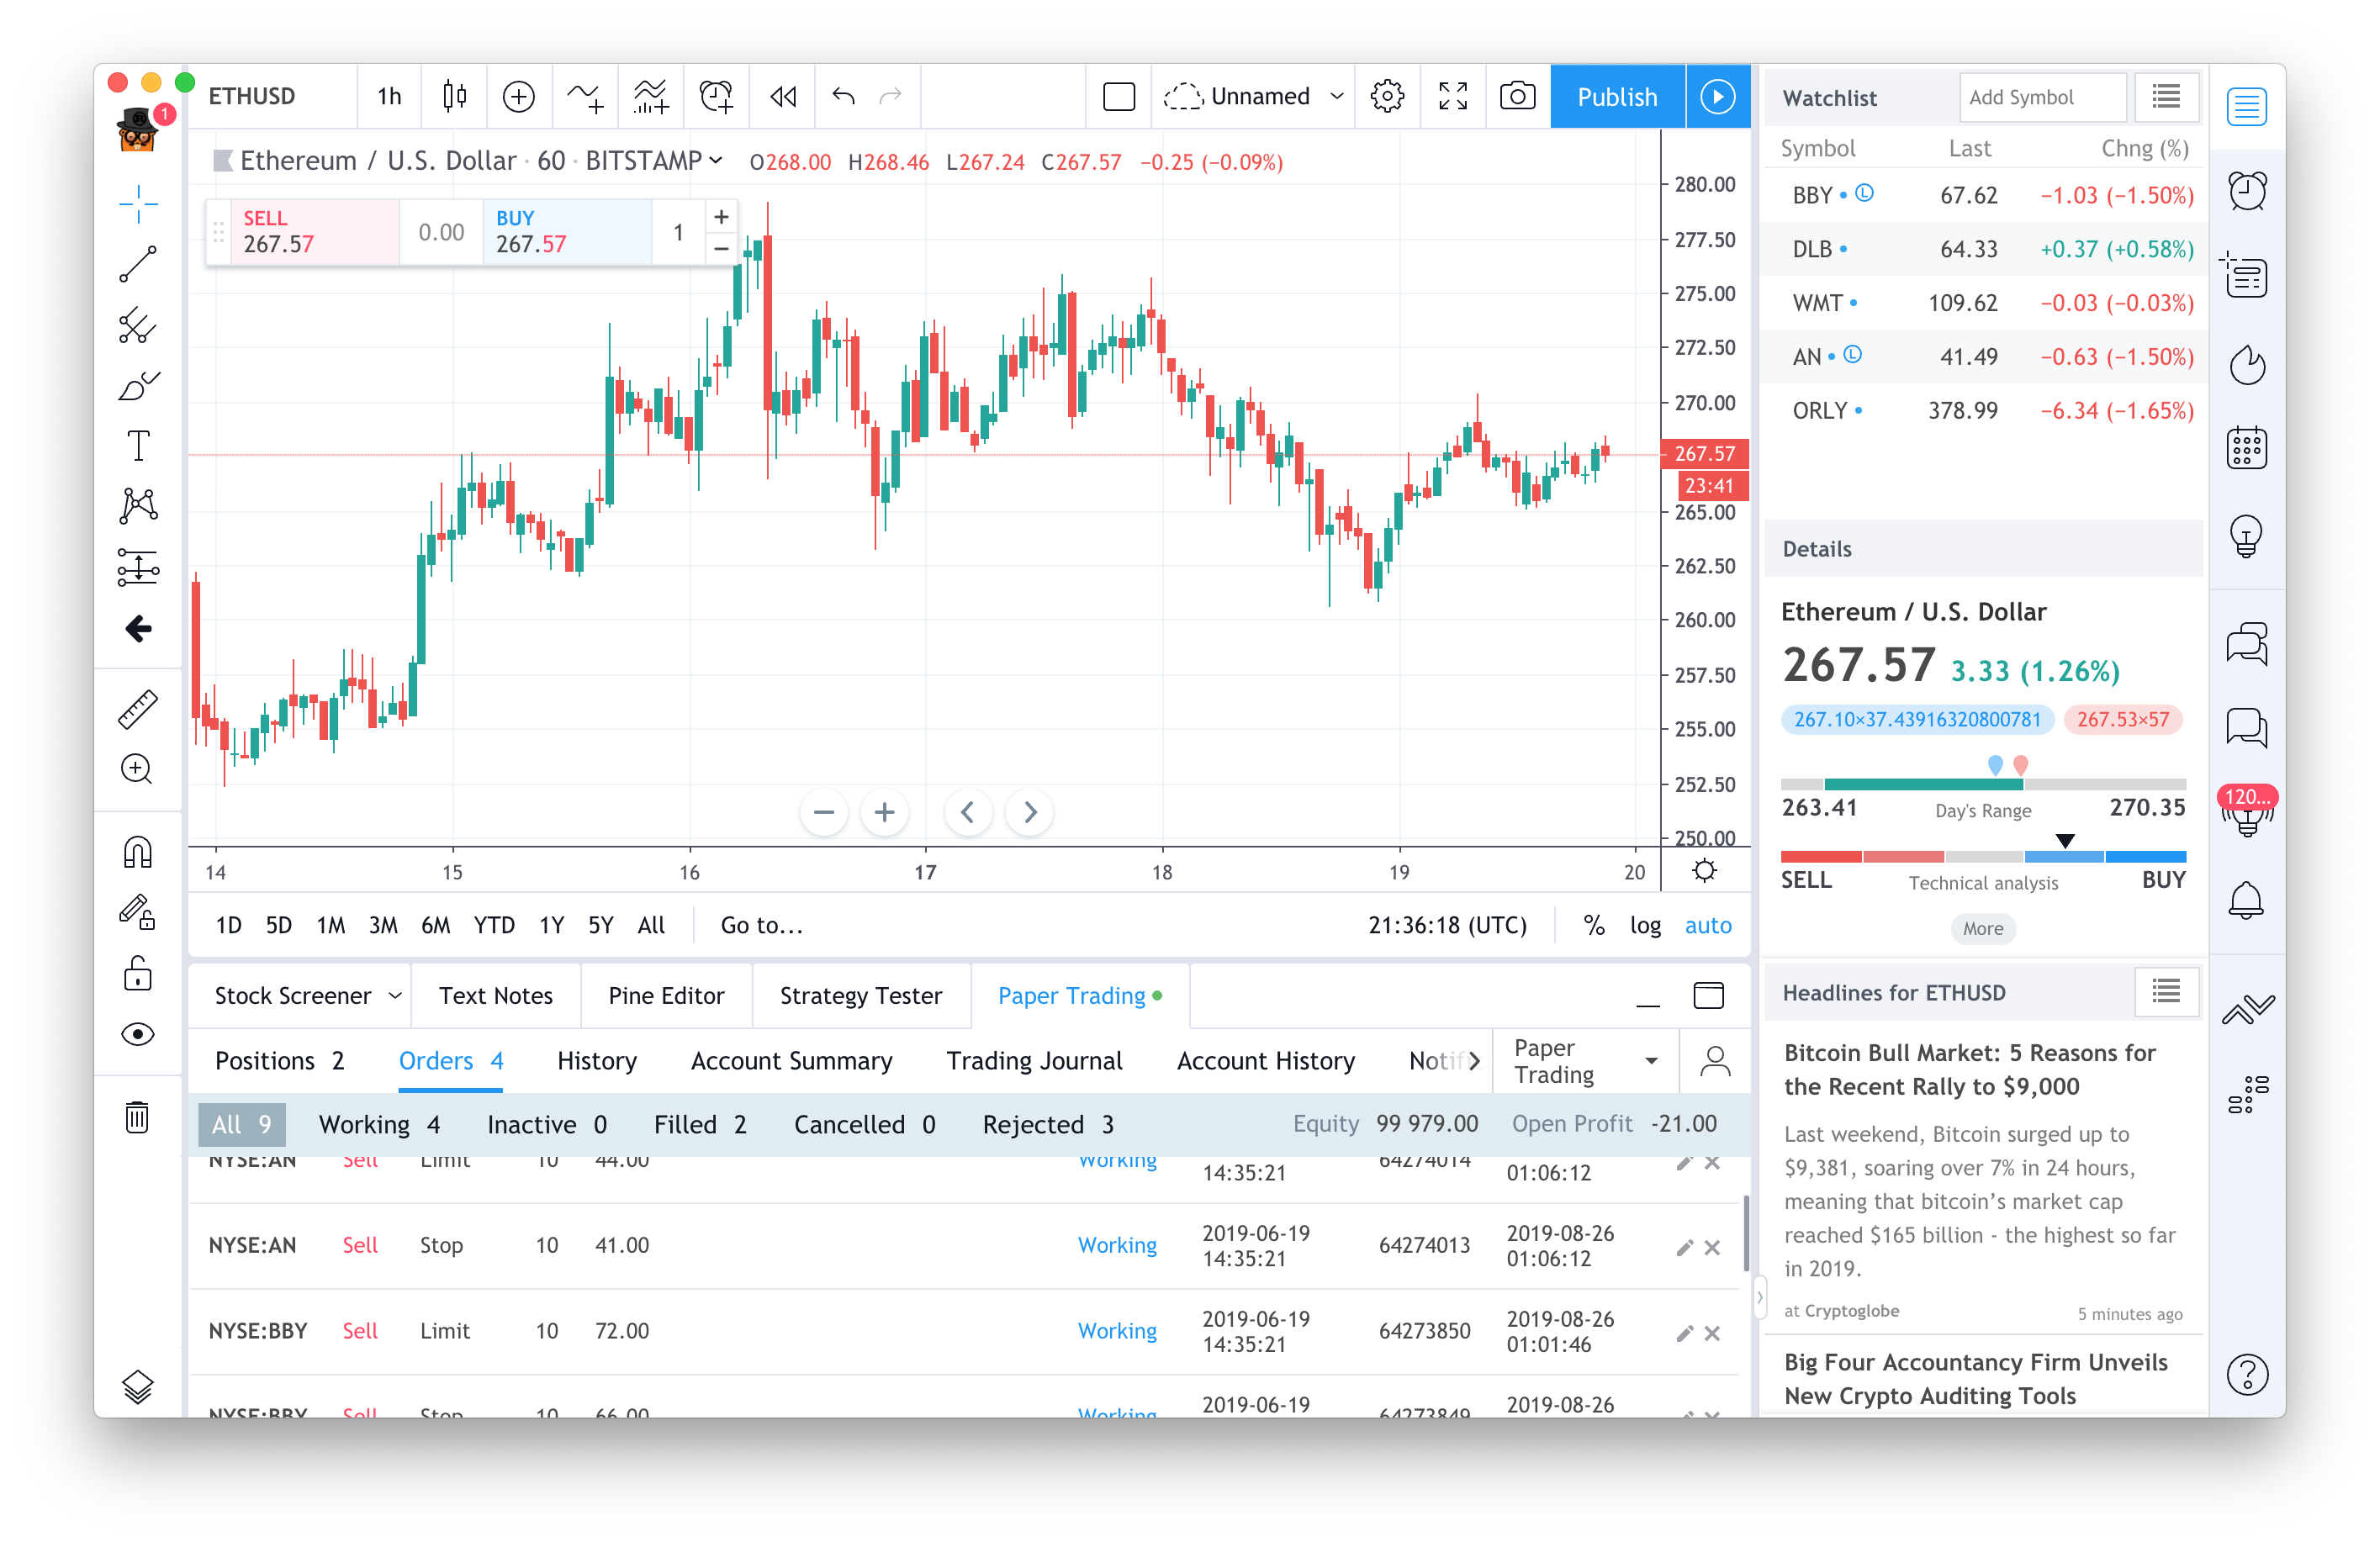 1
ETHUSD
1h
Unnamed
Publish
Ethereum / U.S. Dollar · 60 · BITSTAMP
O268.00 H268.46 L267.24 C267.57 −0.25 (−0.09%)
SELL
267.57
0.00
BUY
267.57
1
+
−
280.00
277.50
275.00
272.50
270.00
267.57
23:41
265.00
262.50
260.00
257.50
255.00
252.50
250.00
14 15 16 17 18 19 20
1D 5D 1M 3M 6M YTD 1Y 5Y All Go to...
21:36:18 (UTC) % log auto
Stock Screener Text Notes Pine Editor Strategy Tester Paper Trading
Positions 2 Orders 4 History Account Summary Trading Journal Account History Notif
Paper
Trading
All 9 Working 4 Inactive 0 Filled 2 Cancelled 0 Rejected 3 Equity 99 979.00 Open Profit -21.00
NYSE:AN Sell Limit 10 44.00 Working 14:35:21 64274014 01:06:12
NYSE:AN Sell Stop 10 41.00 Working 2019-06-19 14:35:21 64274013 2019-08-26 01:06:12
NYSE:BBY Sell Limit 10 72.00 Working 2019-06-19 14:35:21 64273850 2019-08-26 01:01:46
NYSE:BBY Sell Stop 10 66.00 Working 2019-06-19 64273849 2019-08-26
Watchlist Add Symbol
Symbol Last Chng (%)
BBY L 67.62 −1.03 (−1.50%)
DLB 64.33 +0.37 (+0.58%)
WMT 109.62 −0.03 (−0.03%)
AN L 41.49 −0.63 (−1.50%)
ORLY 378.99 −6.34 (−1.65%)
Details
Ethereum / U.S. Dollar
267.57 3.33 (1.26%)
267.10×37.43916320800781 267.53×57
263.41 Day's Range 270.35
SELL Technical analysis BUY
More
Headlines for ETHUSD
Bitcoin Bull Market: 5 Reasons for
the Recent Rally to $9,000
Last weekend, Bitcoin surged up to
$9,381, soaring over 7% in 24 hours,
meaning that bitcoin’s market cap
reached $165 billion - the highest so far
in 2019.
at Cryptoglobe 5 minutes ago
Big Four Accountancy Firm Unveils
New Crypto Auditing Tools
120...